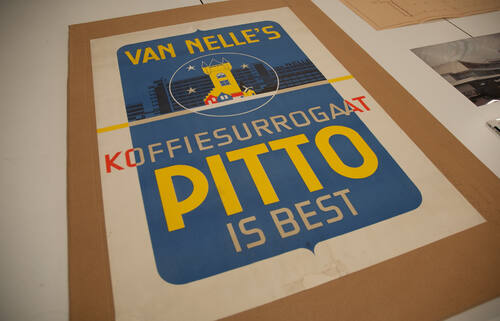 VAN NELLE'S
KOFFIESURROGAAT
PITTO
IS BEST